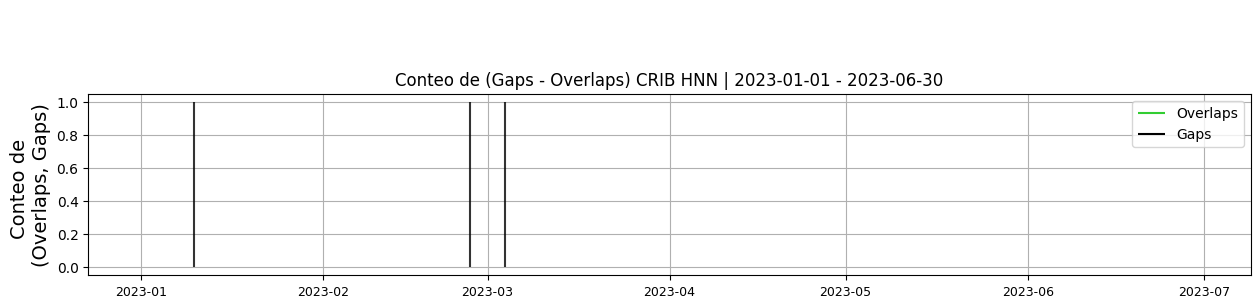 Conteo de (Gaps - Overlaps) CRIB HNN | 2023-01-01 - 2023-06-30
Conteo de
(Overlaps, Gaps)
1.0
0.8
0.6
0.4
0.2
0.0
Overlaps
Gaps
2023-01
2023-02
2023-03
2023-04
2023-05
2023-06
2023-07